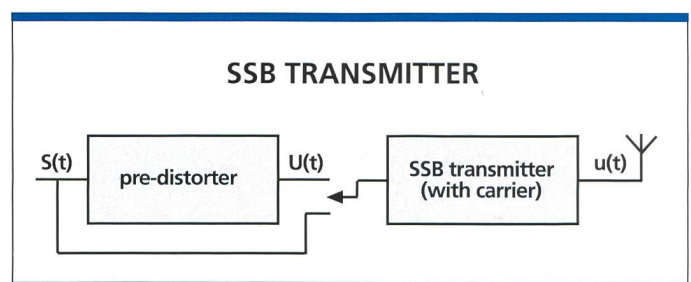 SSB TRANSMITTER
S(t)
pre-distorter
U(t)
SSB transmitter
(with carrier)
u(t)